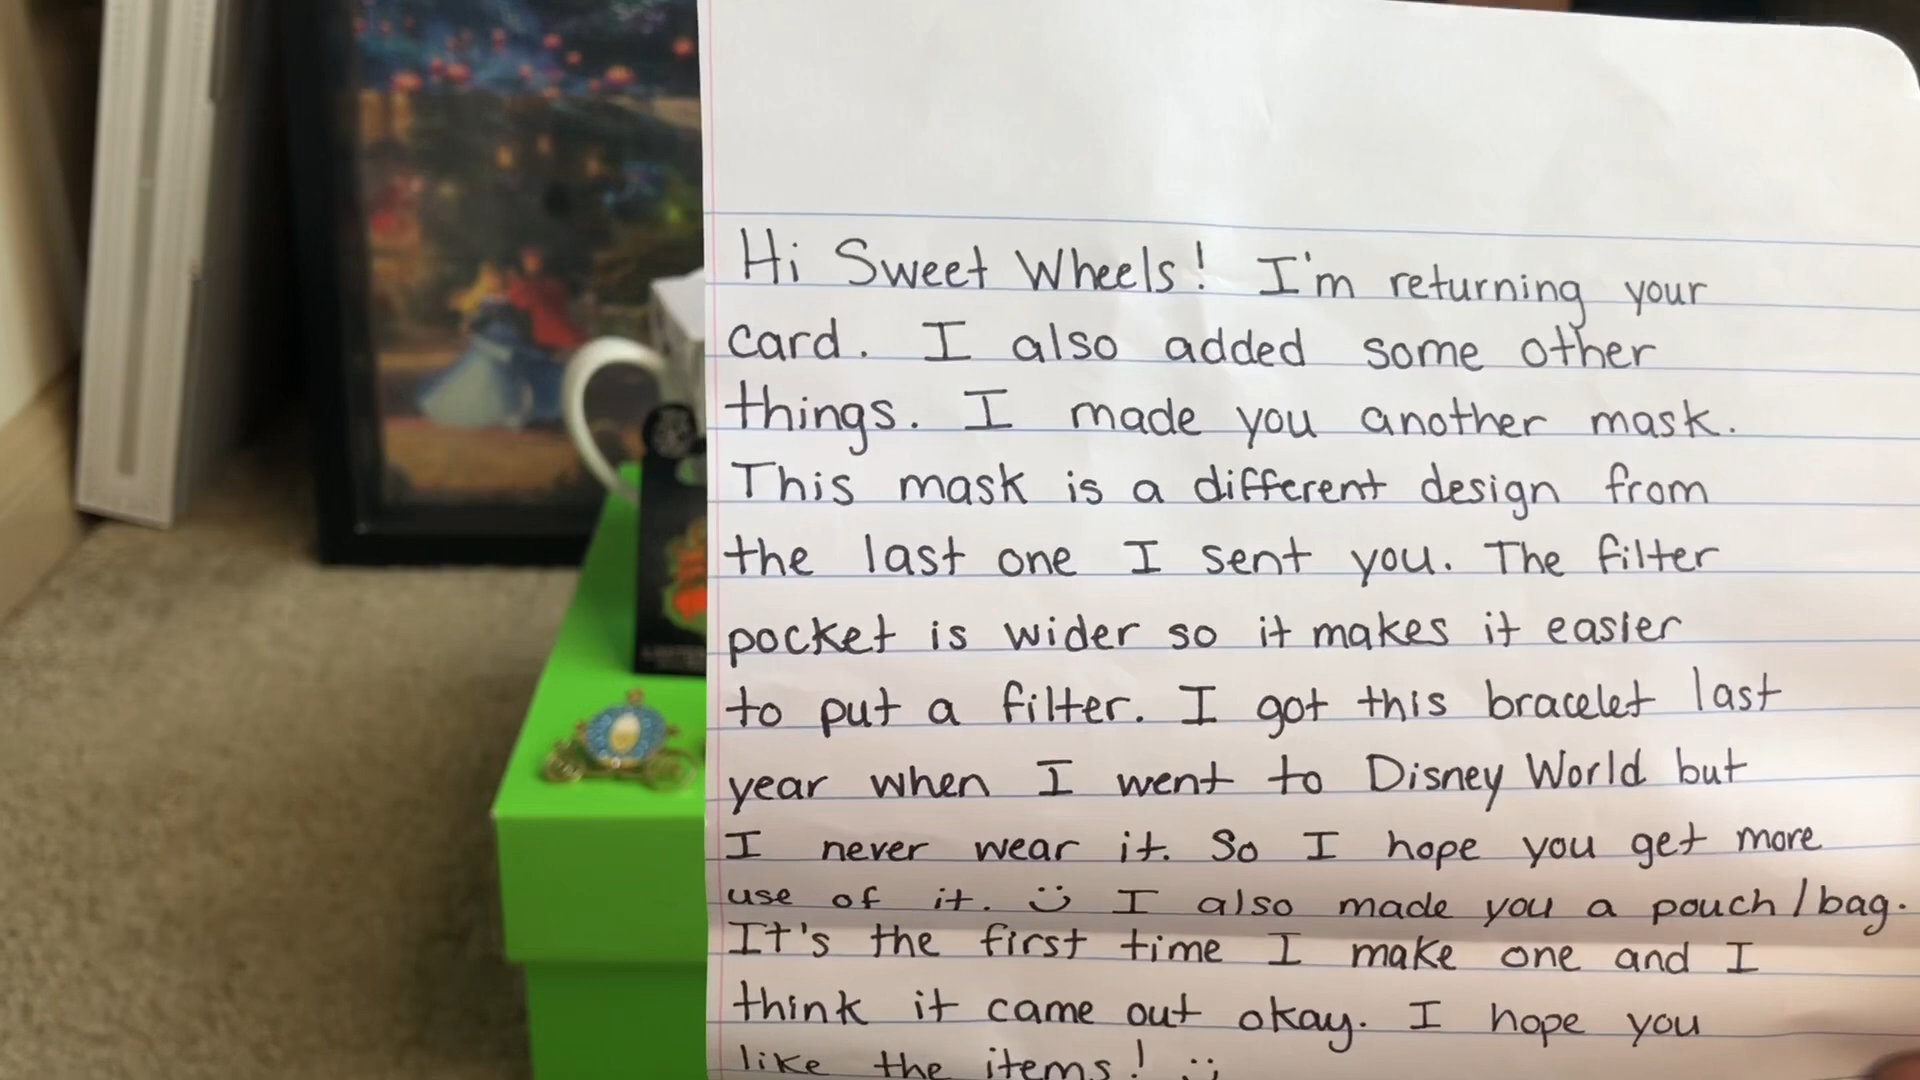 Hi Sweet Wheels! I'm returning your
card. I also added some other
things. I made you another mask.
This mask is a different design from
the last one I sent you. The filter
pocket is wider so it makes it easier
to put a filter. I got this bracelet last
year when I went to Disney World but
I never wear it. So I hope you get more
use of it. :) I also made you a pouch/bag.
It's the first time I make one and I
think it came out okay. I hope you
like the items! :)